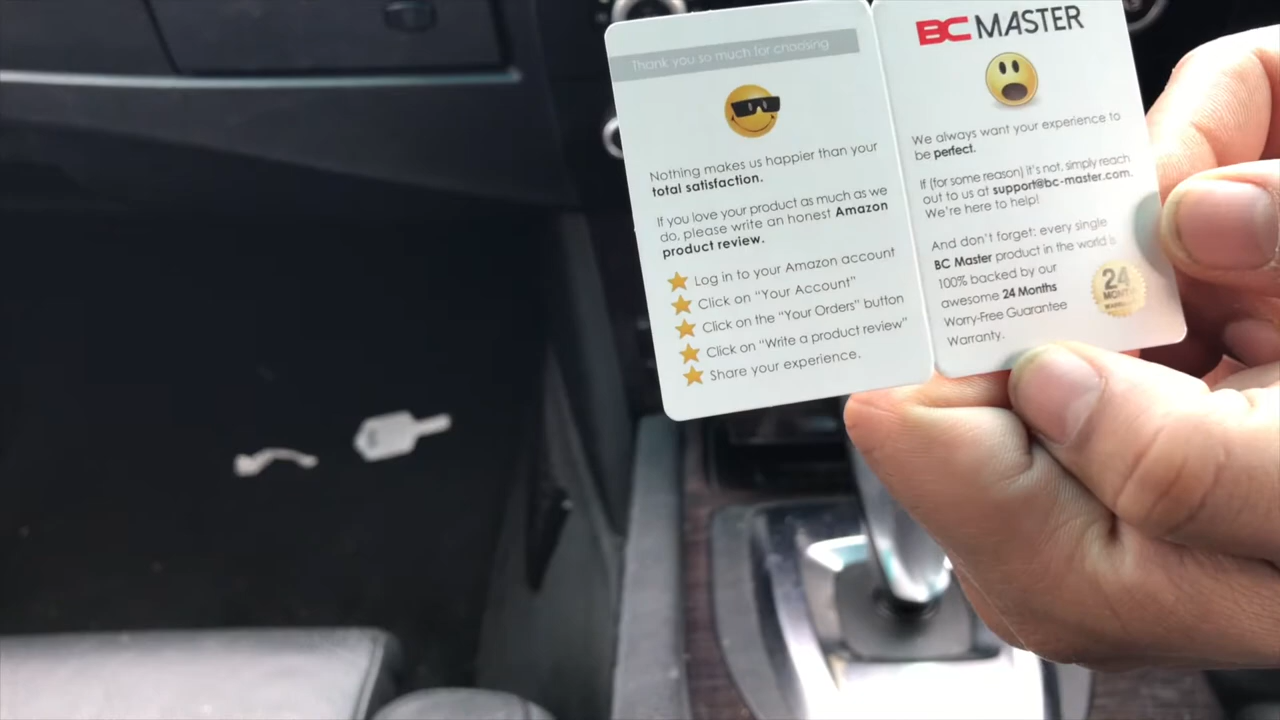 Thank you so much for choosing
Nothing makes us happier than your
total satisfaction.
If you love your product as much as we
do, please write an honest Amazon
product review.
Log in to your Amazon account
Click on "Your Account"
Click on the "Your Orders" button
Click on "Write a product review"
Share your experience.
BC MASTER
We always want your experience to
be perfect.
If (for some reason) it's not, simply reach
out to us at support@bc-master.com.
We're here to help!
And don't forget: every single
BC Master product in the world is
100% backed by our
awesome 24 Months
Worry-Free Guarantee
Warranty.
24